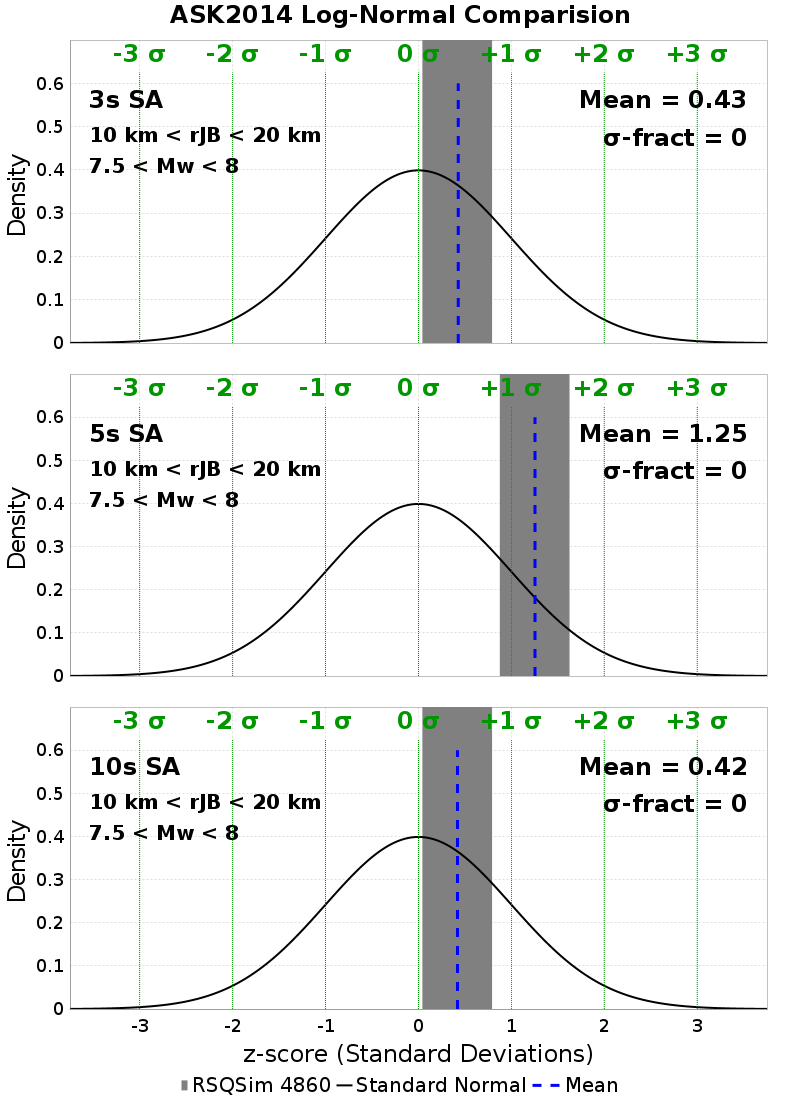 ASK2014 Log-Normal Comparision
-3 σ -2 σ -1 σ 0 σ +1 σ +2 σ +3 σ
3s SA
Mean = 0.43
10 km < rJB < 20 km
σ-fract = 0
7.5 < Mw < 8
0.6
0.5
0.4
0.3
0.2
0.1
0
Density
-3 σ -2 σ -1 σ 0 σ +1 σ +2 σ +3 σ
5s SA
Mean = 1.25
10 km < rJB < 20 km
σ-fract = 0
7.5 < Mw < 8
0.6
0.5
0.4
0.3
0.2
0.1
0
Density
-3 σ -2 σ -1 σ 0 σ +1 σ +2 σ +3 σ
10s SA
Mean = 0.42
10 km < rJB < 20 km
σ-fract = 0
7.5 < Mw < 8
0.6
0.5
0.4
0.3
0.2
0.1
0
Density
-3 -2 -1 0 1 2 3
z-score (Standard Deviations)
RSQSim 4860 Standard Normal Mean